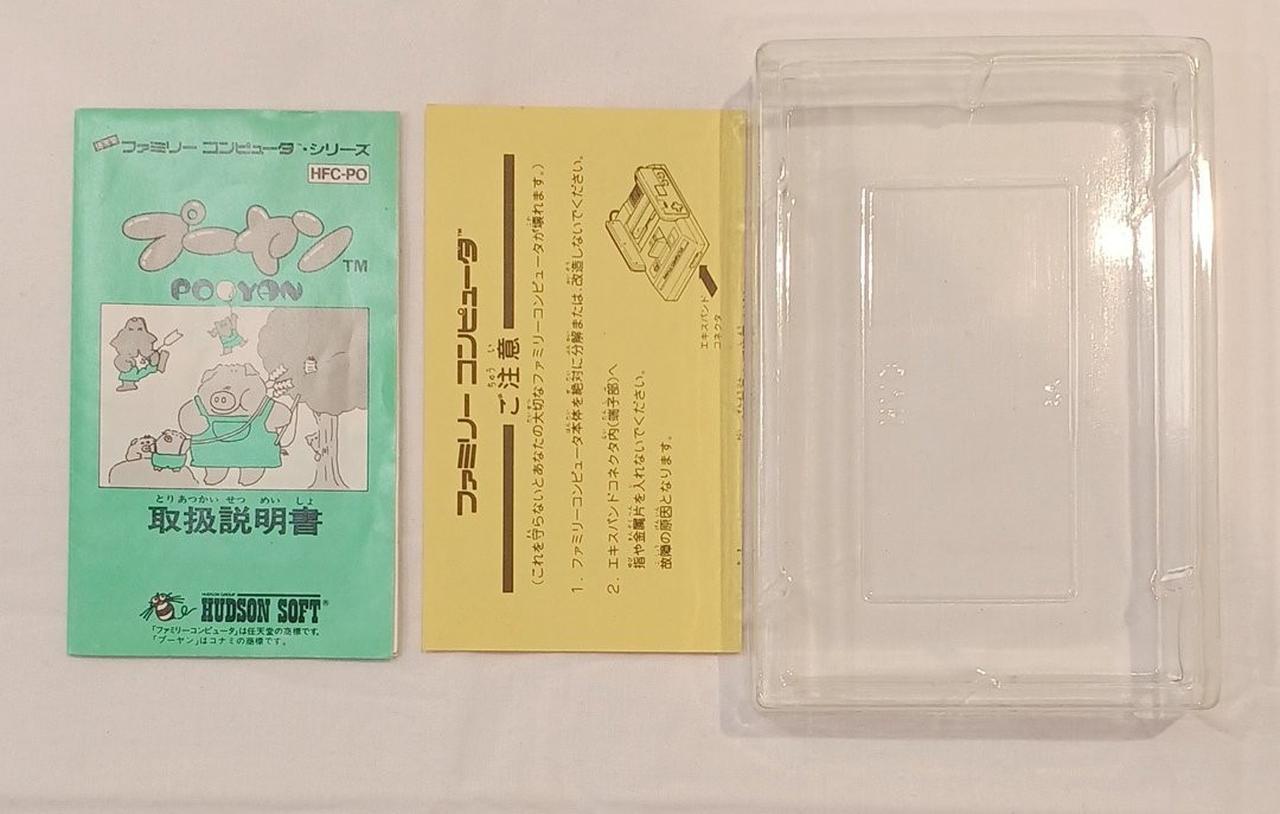 ファミリー コンピュータ™・シリーズ
HFC-PO
プーヤン
TM
POOYAN
とりあつかい せつ めい しょ
取扱説明書
HUDSON GROUP
HUDSON SOFT®
「ファミリーコンピュータ」は任天堂の商標です。
「プーヤン」はコナミの商標です。
ファミリー コンピュータ™
ちゅう い
ご注意
(これを守らないとあなたの大切なファミリーコンピュータが壊れます。)
1. ファミリーコンピュータ本体を絶対に分解または、改造しないでください。
2. エキスパンドコネクタ内(端子部)へ
指や金属片を入れないでください。
故障の原因となります。
エキスパンド
コネクタ